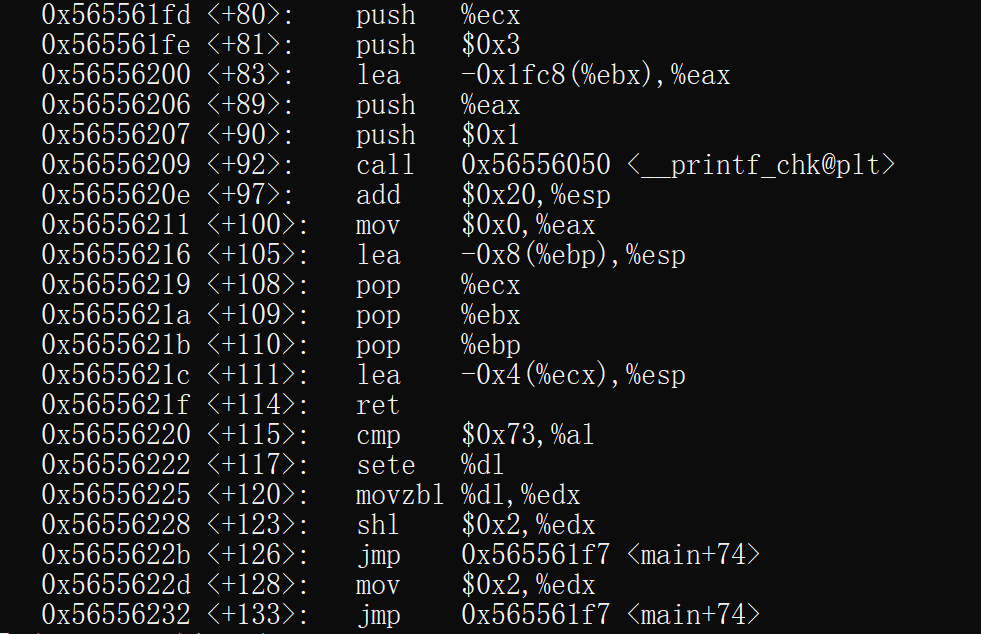 0x565561fd <+80>: push %ecx
0x565561fe <+81>: push $0x3
0x56556200 <+83>: lea -0x1fc8(%ebx),%eax
0x56556206 <+89>: push %eax
0x56556207 <+90>: push $0x1
0x56556209 <+92>: call 0x56556050 <__printf_chk@plt>
0x5655620e <+97>: add $0x20,%esp
0x56556211 <+100>: mov $0x0,%eax
0x56556216 <+105>: lea -0x8(%ebp),%esp
0x56556219 <+108>: pop %ecx
0x5655621a <+109>: pop %ebx
0x5655621b <+110>: pop %ebp
0x5655621c <+111>: lea -0x4(%ecx),%esp
0x5655621f <+114>: ret
0x56556220 <+115>: cmp $0x73,%al
0x56556222 <+117>: sete %dl
0x56556225 <+120>: movzbl %dl,%edx
0x56556228 <+123>: shl $0x2,%edx
0x5655622b <+126>: jmp 0x565561f7 <main+74>
0x5655622d <+128>: mov $0x2,%edx
0x56556232 <+133>: jmp 0x565561f7 <main+74>